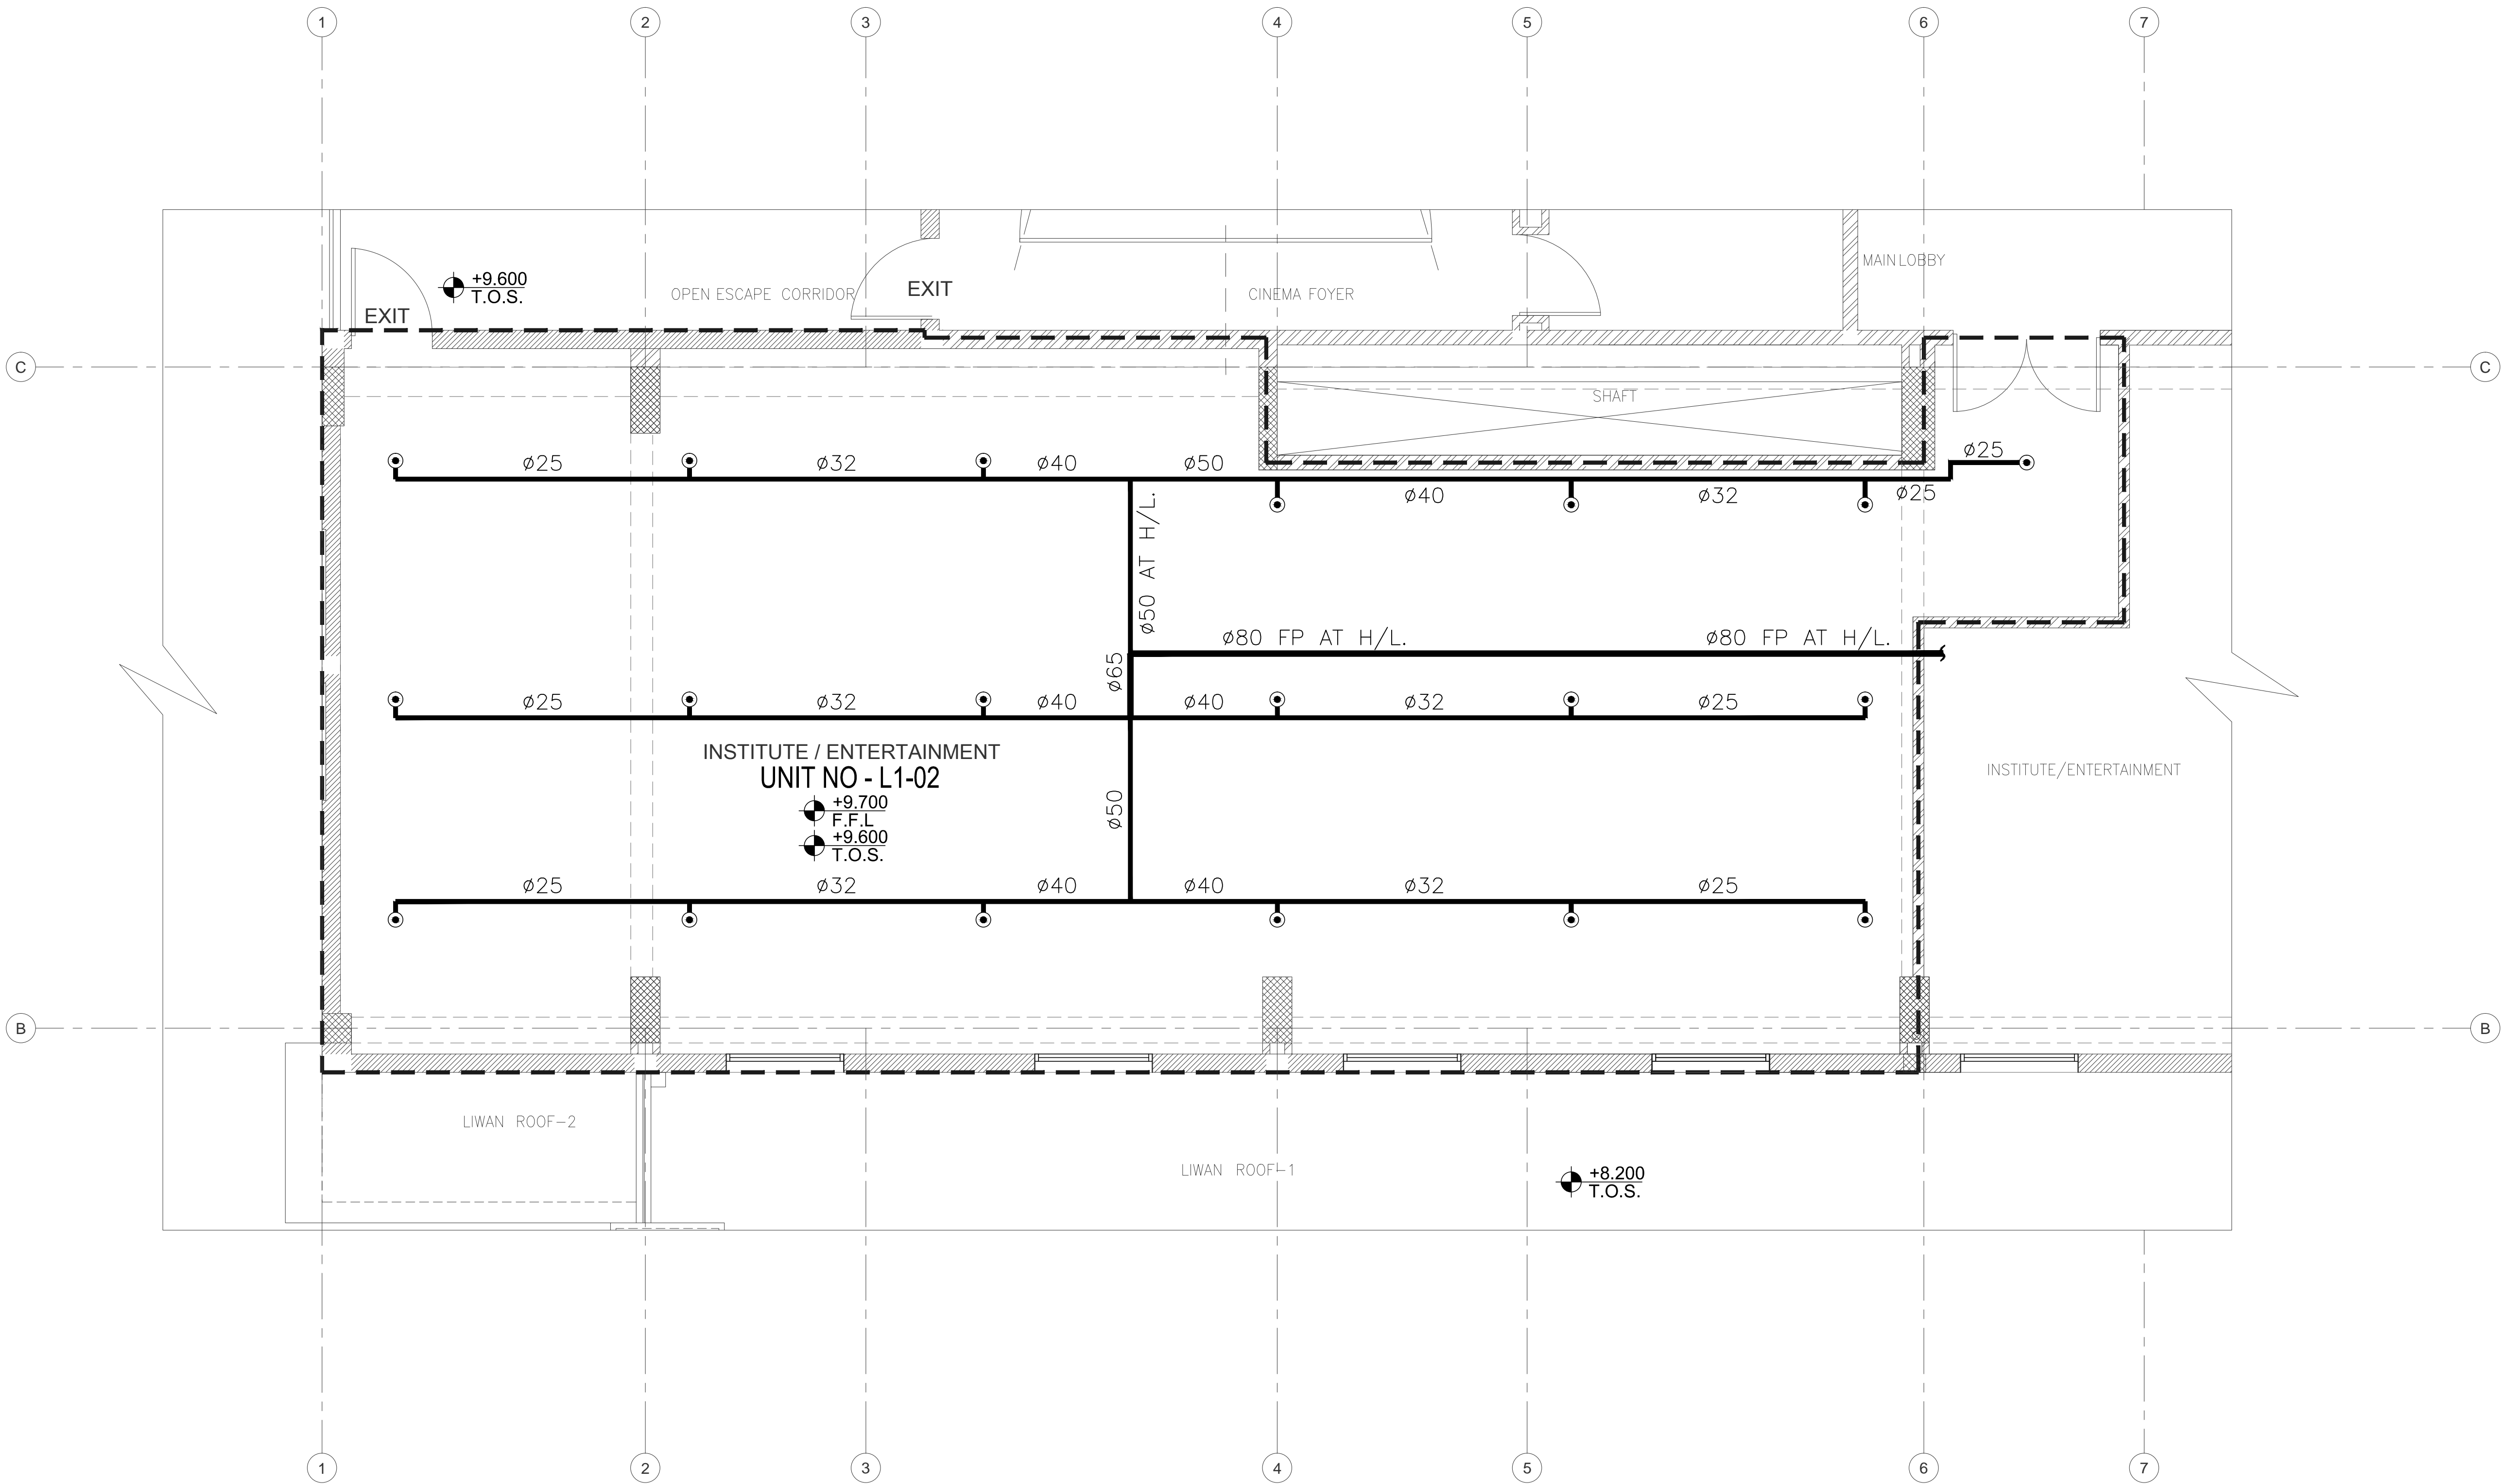 1 2 3 4 5 6 7
MAIN LOBBY
+9.600
T.O.S.
OPEN ESCAPE CORRIDOR
EXIT
CINEMA FOYER
EXIT
C C
SHAFT
ø25
ø25 ø32 ø40 ø50
ø40 ø32 ø25
ø50 AT H/L.
ø80 FP AT H/L. ø80 FP AT H/L.
ø65
ø25 ø32 ø40 ø40 ø32 ø25
INSTITUTE / ENTERTAINMENT
UNIT NO - L1-02
+9.700
F.F.L
+9.600
T.O.S.
INSTITUTE/ENTERTAINMENT
ø50
ø25 ø32 ø40 ø40 ø32 ø25
B B
LIWAN ROOF-2
LIWAN ROOF-1
+8.200
T.O.S.
1 2 3 4 5 6 7